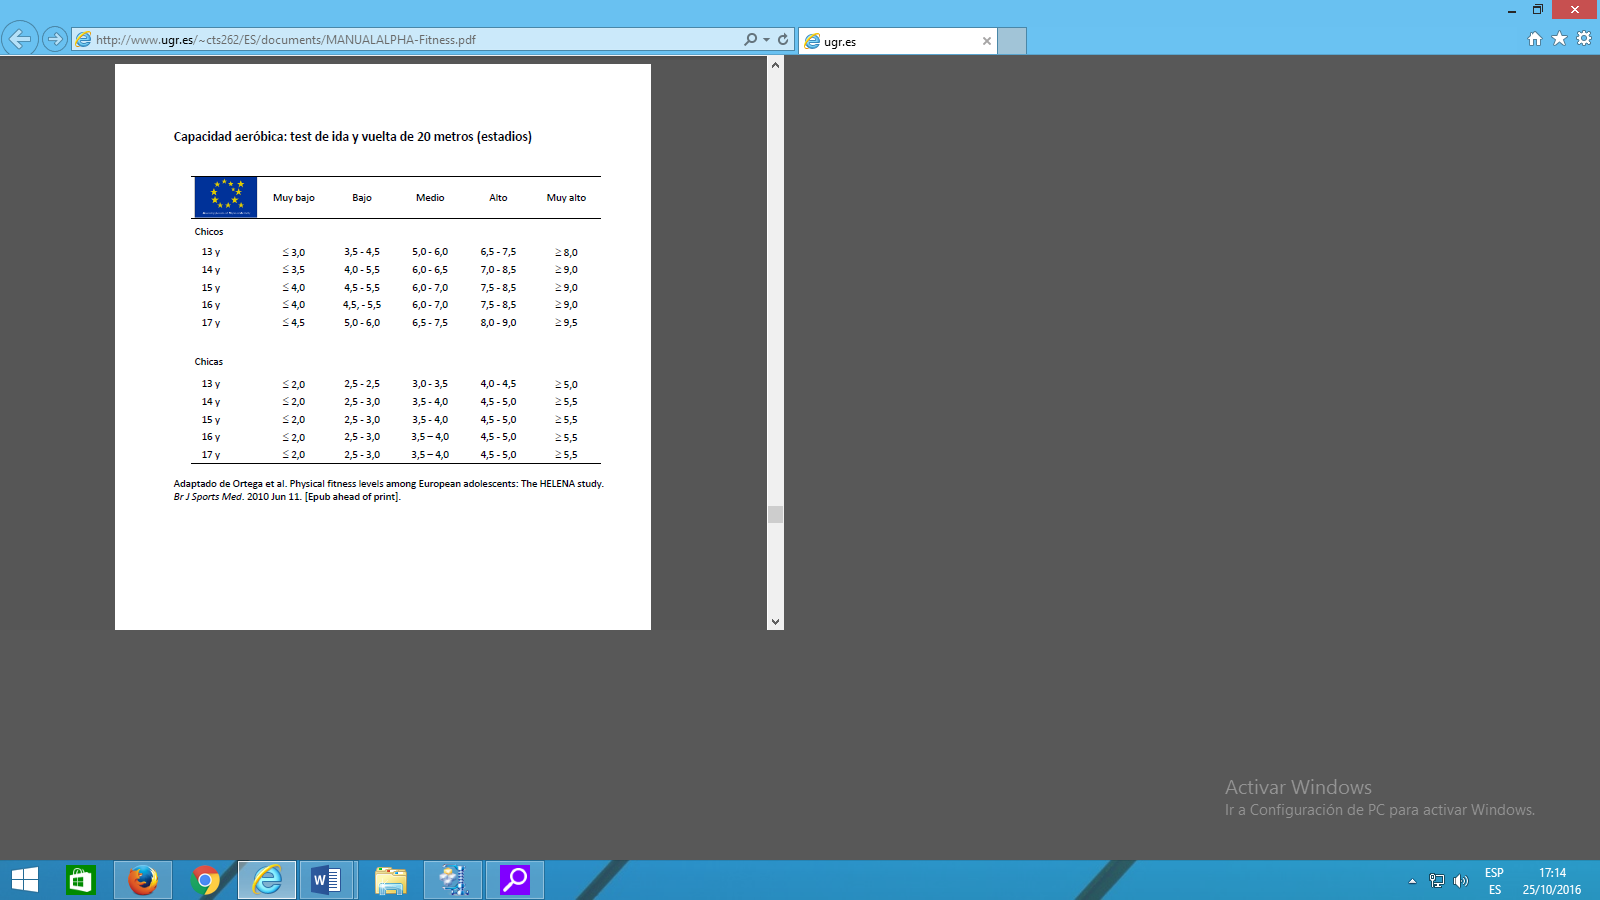 http://www.ugr.es/~cts262/ES/documents/MANUALALPHA-Fitness.pdf
ugr.es
Capacidad aeróbica: test de ida y vuelta de 20 metros (estadios)
Muy bajo Bajo Medio Alto Muy alto
Chicos
13 y ≤ 3,0 3,5 - 4,5 5,0 - 6,0 6,5 - 7,5 ≥ 8,0
14 y ≤ 3,5 4,0 - 5,5 6,0 - 6,5 7,0 - 8,5 ≥ 9,0
15 y ≤ 4,0 4,5 - 5,5 6,0 - 7,0 7,5 - 8,5 ≥ 9,0
16 y ≤ 4,0 4,5, - 5,5 6,0 - 7,0 7,5 - 8,5 ≥ 9,0
17 y ≤ 4,5 5,0 - 6,0 6,5 - 7,5 8,0 - 9,0 ≥ 9,5
Chicas
13 y ≤ 2,0 2,5 - 2,5 3,0 - 3,5 4,0 - 4,5 ≥ 5,0
14 y ≤ 2,0 2,5 - 3,0 3,5 - 4,0 4,5 - 5,0 ≥ 5,5
15 y ≤ 2,0 2,5 - 3,0 3,5 - 4,0 4,5 - 5,0 ≥ 5,5
16 y ≤ 2,0 2,5 - 3,0 3,5 – 4,0 4,5 - 5,0 ≥ 5,5
17 y ≤ 2,0 2,5 - 3,0 3,5 – 4,0 4,5 - 5,0 ≥ 5,5
Adaptado de Ortega et al. Physical fitness levels among European adolescents: The HELENA study.
Br J Sports Med. 2010 Jun 11. [Epub ahead of print].
Activar Windows
Ir a Configuración de PC para activar Windows.
ESP 17:14
ES 25/10/2016